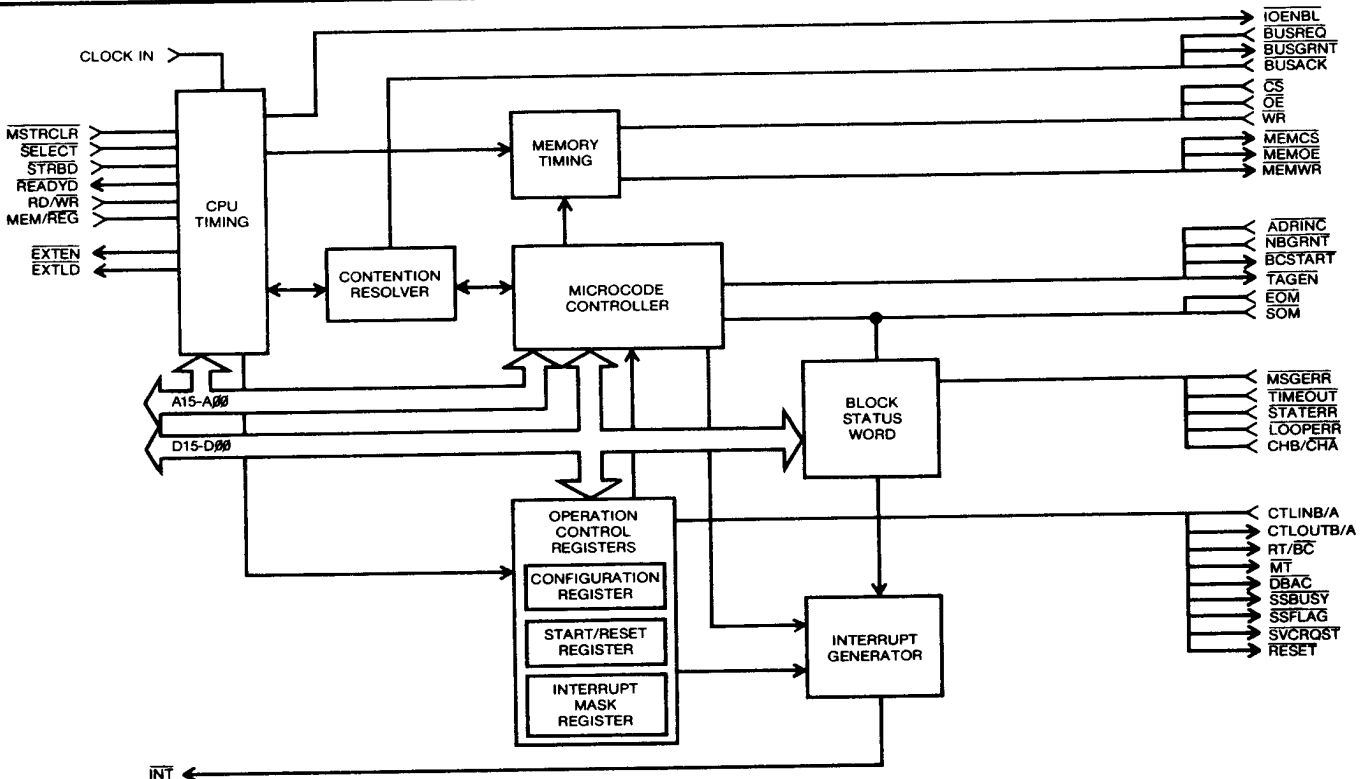 CLOCK IN
MSTRCLR
SELECT
STRBD
READYD
RD/WR
MEM/REG
EXTEN
EXTLD
CPU
TIMING
CONTENTION
RESOLVER
MEMORY
TIMING
MICROCODE
CONTROLLER
A15-A00
D15-D00
BLOCK
STATUS
WORD
OPERATION
CONTROL
REGISTERS
CONFIGURATION
REGISTER
START/RESET
REGISTER
INTERRUPT
MASK
REGISTER
INTERRUPT
GENERATOR
INT
IOENBL
BUSREQ
BUSGRNT
BUSACK
CS
OE
WR
MEMCS
MEMOE
MEMWR
ADRINC
NBGRNT
BCSTART
TAGEN
EOM
SOM
MSGERR
TIMEOUT
STATERR
LOOPERR
CHB/CHA
CTLINB/A
CTLOUTB/A
RT/BC
MT
DBAC
SSBUSY
SSFLAG
SVCRQST
RESET